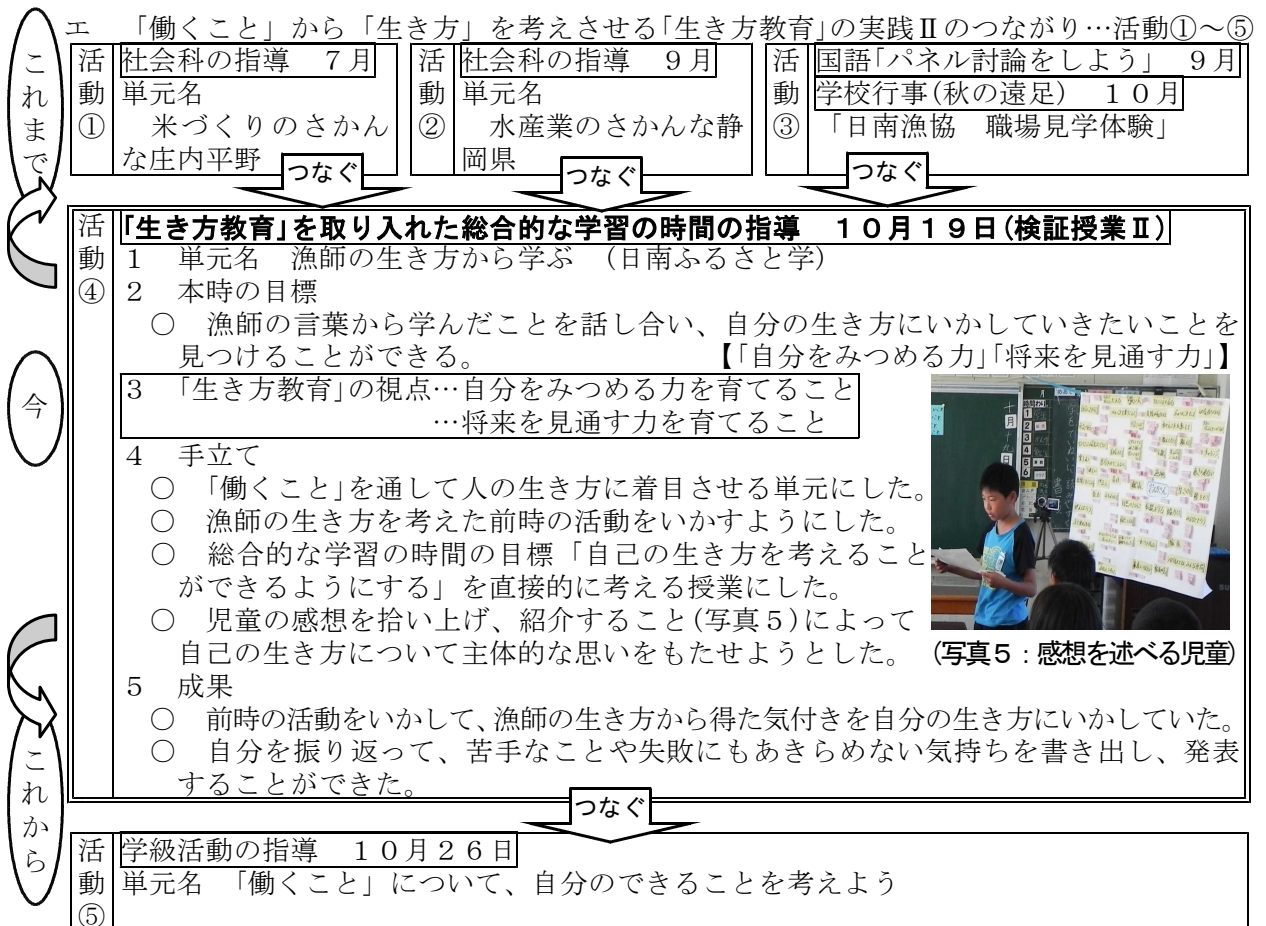 エ　「働くこと」から「生き方」を考えさせる「生き方教育」の実践Ⅱのつながり…活動①～⑤
これまで
活動①
社会科の指導　７月
単元名
米づくりのさかん
な庄内平野
活動②
社会科の指導　９月
単元名
水産業のさかんな静
岡県
活動③
国語「パネル討論をしよう」　９月
学校行事(秋の遠足)　１０月
「日南漁協　職場見学体験」
つなぐ
つなぐ
つなぐ
今
活動④
「生き方教育」を取り入れた総合的な学習の時間の指導　１０月１９日(検証授業Ⅱ)
１　単元名　漁師の生き方から学ぶ　(日南ふるさと学)
２　本時の目標
○　漁師の言葉から学んだことを話し合い、自分の生き方にいかしていきたいことを
見つけることができる。　【「自分をみつめる力」「将来を見通す力」】
３　「生き方教育」の視点…自分をみつめる力を育てること
…将来を見通す力を育てること
４　手立て
○　「働くこと」を通して人の生き方に着目させる単元にした。
○　漁師の生き方を考えた前時の活動をいかすようにした。
○　総合的な学習の時間の目標「自己の生き方を考えること
ができるようにする」を直接的に考える授業にした。
○　児童の感想を拾い上げ、紹介すること(写真５)によって
自己の生き方について主体的な思いをもたせようとした。
十月十九日
1
2
3
4
5
6
(写真５：感想を述べる児童)
５　成果
○　前時の活動をいかして、漁師の生き方から得た気付きを自分の生き方にいかしていた。
○　自分を振り返って、苦手なことや失敗にもあきらめない気持ちを書き出し、発表
することができた。
つなぐ
これから
活動⑤
学級活動の指導　１０月２６日
単元名　「働くこと」について、自分のできることを考えよう